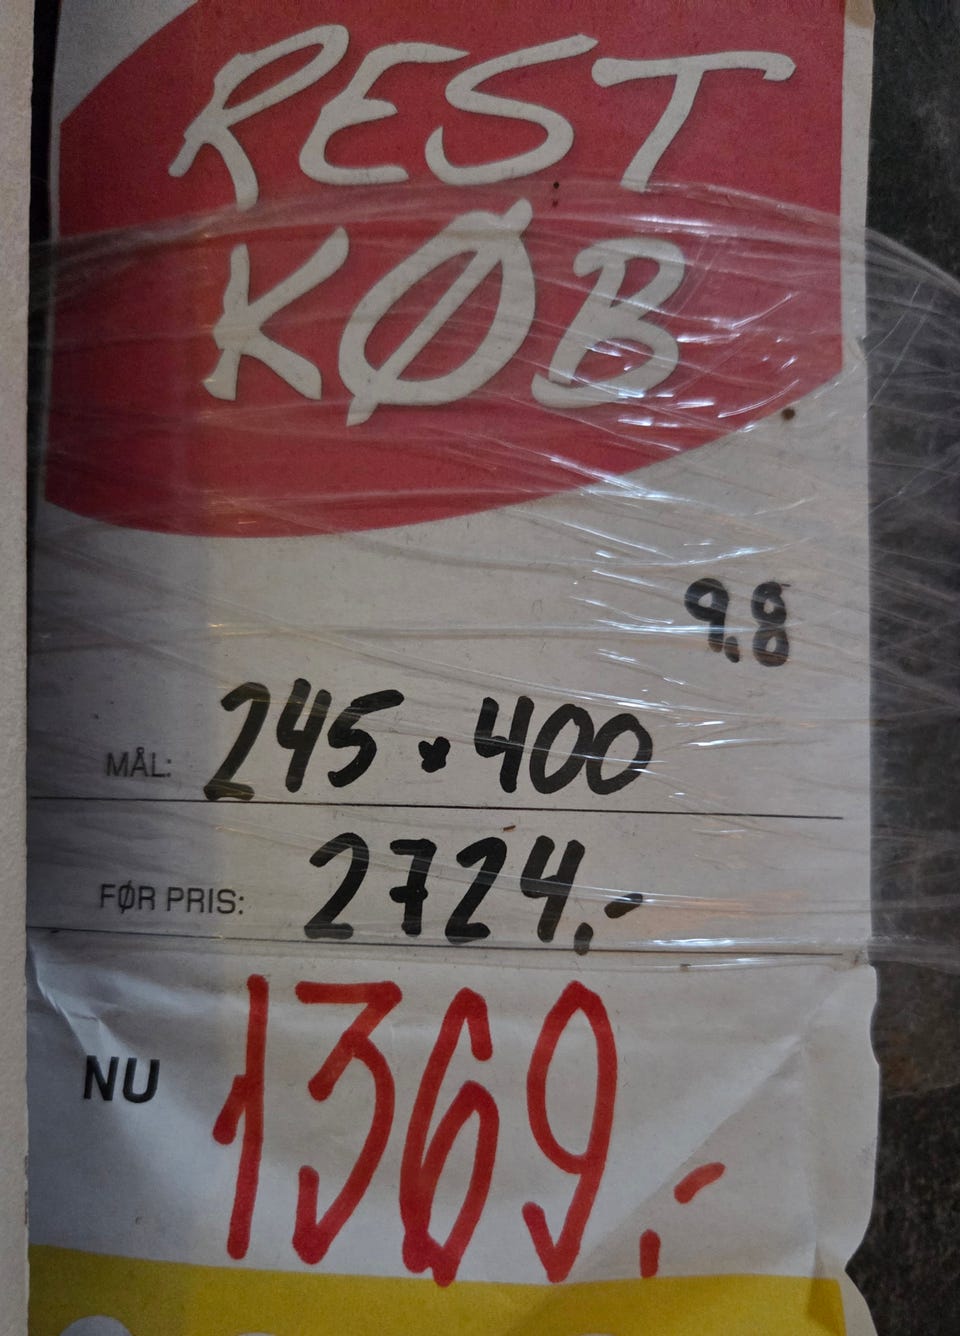 REST
KØB
9,8
MÅL: 245 x 400
FØR PRIS: 2724,-
NU 1369,-